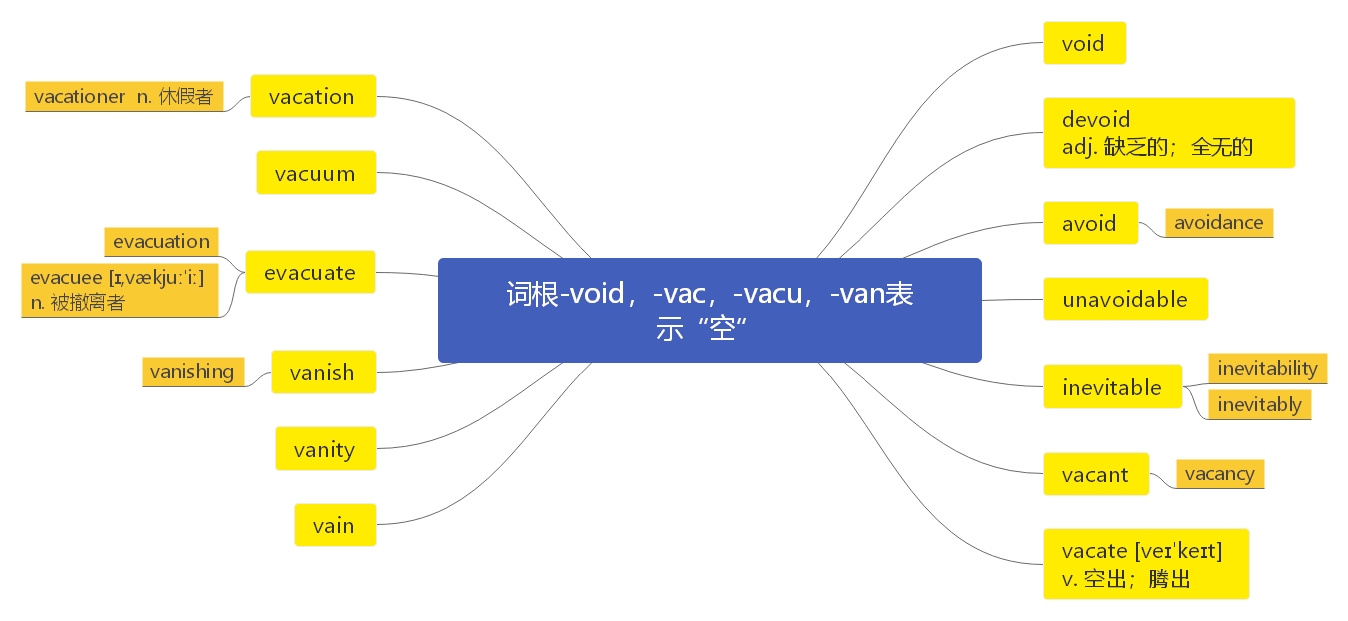 词根-void，-vac，-vacu，-van表
示“空“
void
devoid
adj. 缺乏的；全无的
avoid
avoidance
unavoidable
inevitable
inevitability
inevitably
vacant
vacancy
vacate [veɪˈkeɪt]
v. 空出；腾出
vacation
vacationer  n. 休假者
vacuum
evacuate
evacuation
evacuee [ɪˌvækjuːˈiː]
n. 被撤离者
vanish
vanishing
vanity
vain